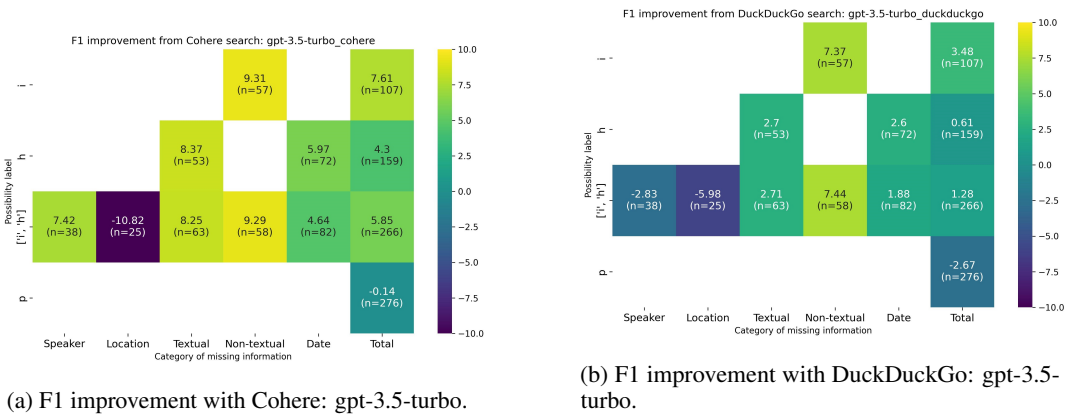 F1 improvement from Cohere search: gpt-3.5-turbo_cohere
Possibility label
i
9.31
(n=57)
7.61
(n=107)
h
8.37
(n=53)
5.97
(n=72)
4.3
(n=159)
['i', 'h']
7.42
(n=38)
-10.82
(n=25)
8.25
(n=63)
9.29
(n=58)
4.64
(n=82)
5.85
(n=266)
p
-0.14
(n=276)
Speaker Location Textual Non-textual Date Total
Category of missing information
10.0
7.5
5.0
2.5
0.0
−2.5
−5.0
−7.5
−10.0
(a) F1 improvement with Cohere: gpt-3.5-turbo.
F1 improvement from DuckDuckGo search: gpt-3.5-turbo_duckduckgo
Possibility label
i
7.37
(n=57)
3.48
(n=107)
h
2.7
(n=53)
2.6
(n=72)
0.61
(n=159)
['i', 'h']
-2.83
(n=38)
-5.98
(n=25)
2.71
(n=63)
7.44
(n=58)
1.88
(n=82)
1.28
(n=266)
p
-2.67
(n=276)
Speaker Location Textual Non-textual Date Total
Category of missing information
10.0
7.5
5.0
2.5
0.0
−2.5
−5.0
−7.5
−10.0
(b) F1 improvement with DuckDuckGo: gpt-3.5-
turbo.